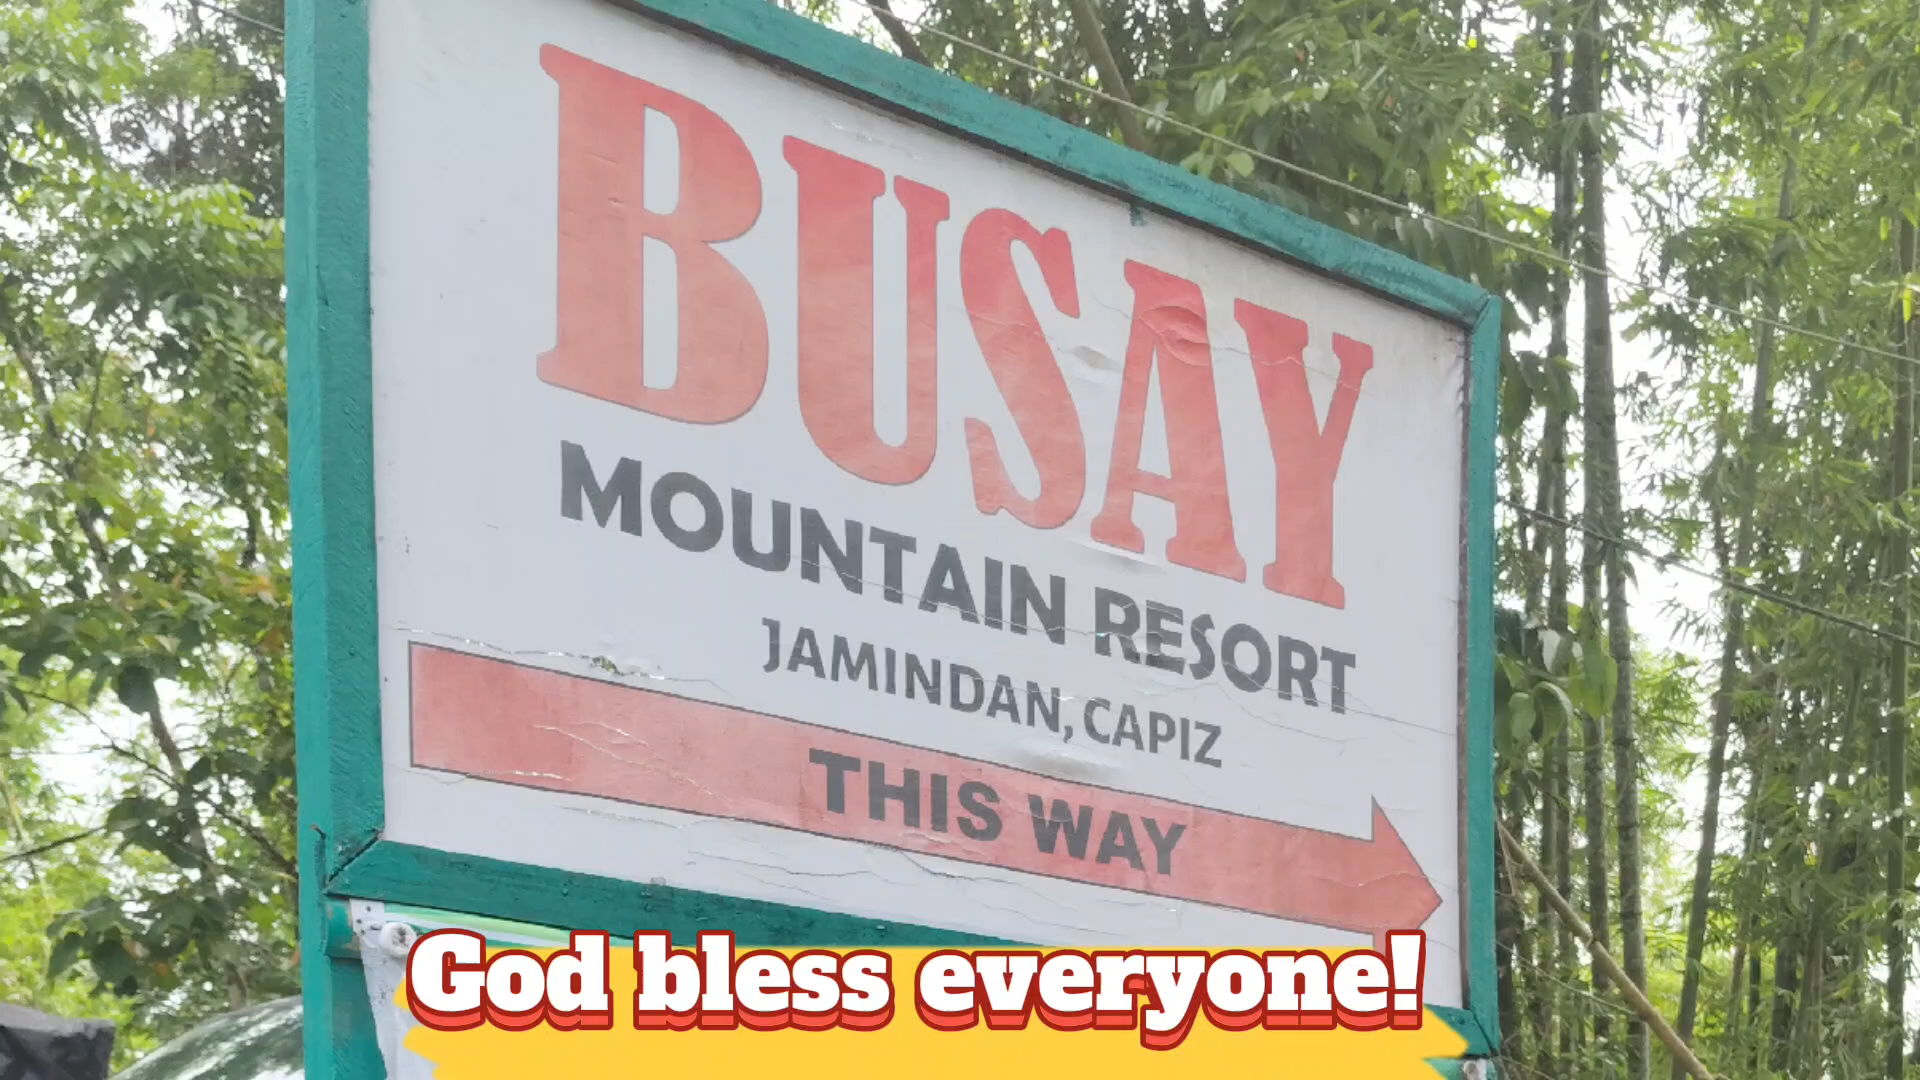 BUSAY
MOUNTAIN RESORT
JAMINDAN, CAPIZ
THIS WAY
God bless everyone!